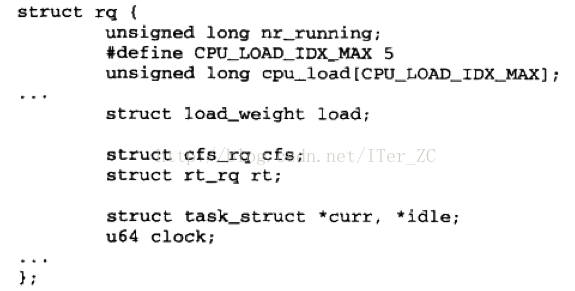 struct rq {
unsigned long nr_running;
#define CPU_LOAD_IDX_MAX 5
unsigned long cpu_load[CPU_LOAD_IDX_MAX];
...
struct load_weight load;
struct cfs_rq cfs;
http://blog.csdn.net/ITer_ZC
struct rt_rq rt;
struct task_struct *curr, *idle;
u64 clock;
...
};